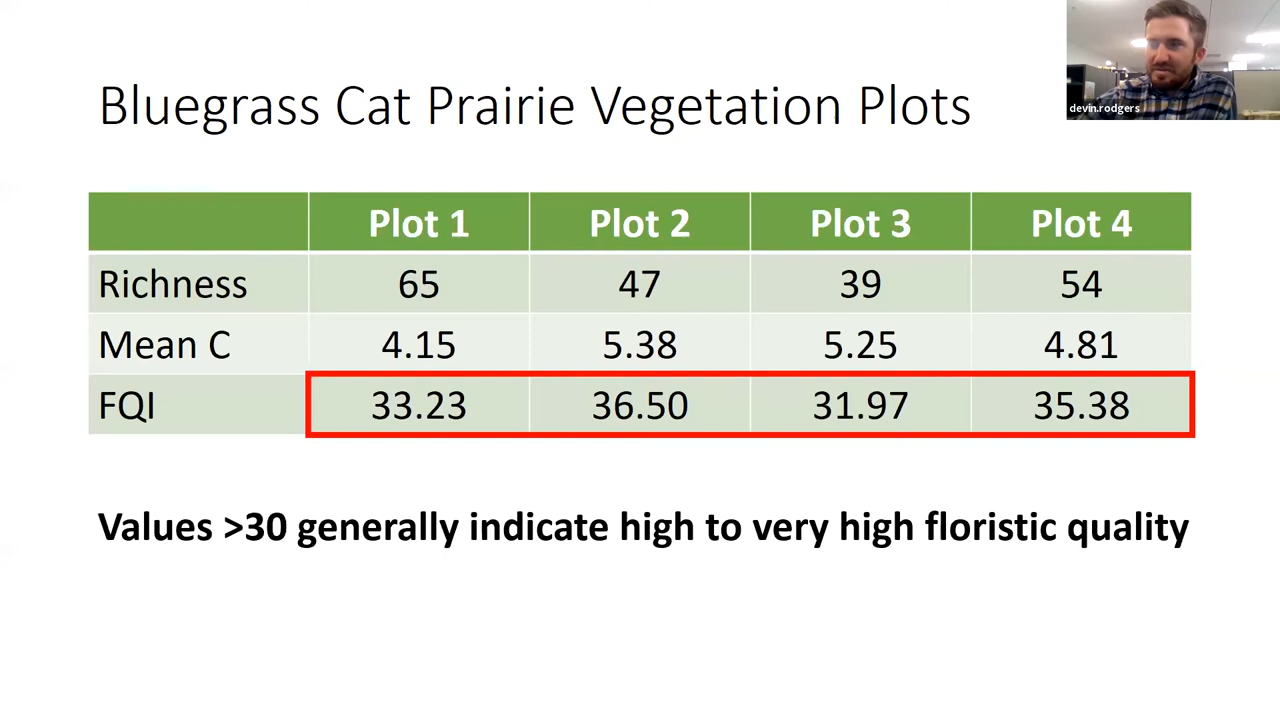 Bluegrass Cat Prairie Vegetation Plots
devin.rodgers
Plot 1 Plot 2 Plot 3 Plot 4
Richness 65 47 39 54
Mean C 4.15 5.38 5.25 4.81
FQI 33.23 36.50 31.97 35.38
Values >30 generally indicate high to very high floristic quality